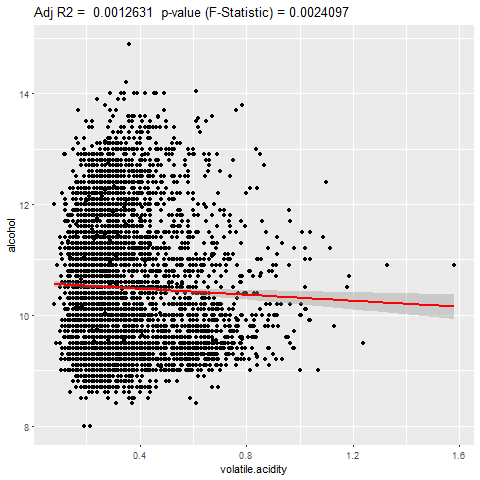 Adj R2 =  0.0012631  p-value (F-Statistic) = 0.0024097
14
12
10
8
alcohol
0.4
0.8
1.2
1.6
volatile.acidity